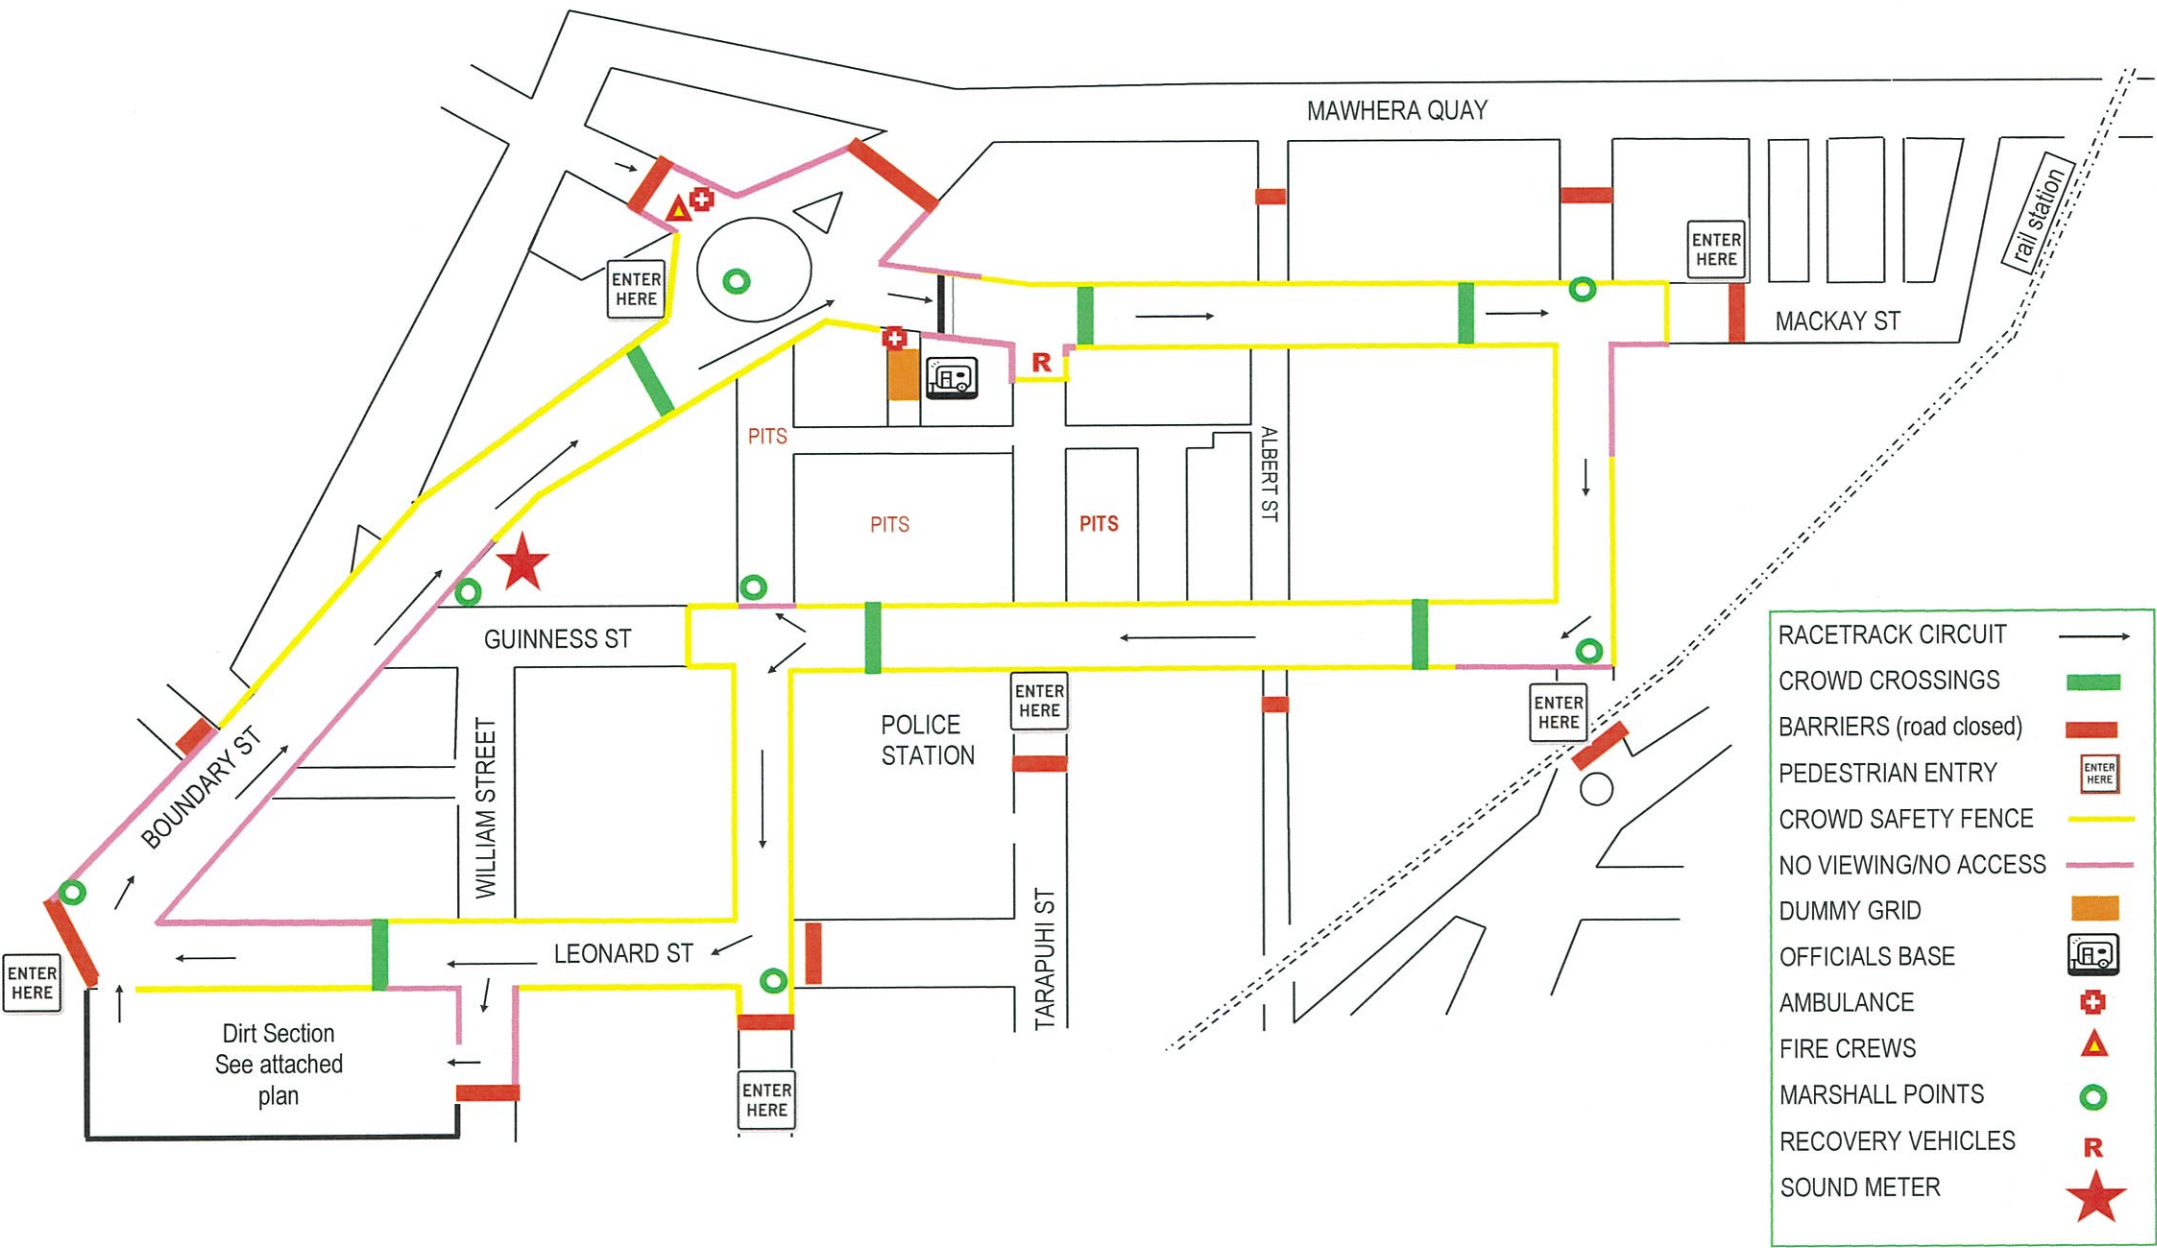 MAWHERA QUAY
rail station
ENTER
HERE
ENTER
HERE
MACKAY ST
R
PITS
ALBERT ST
PITS
PITS
GUINNESS ST
ENTER
HERE
ENTER
HERE
POLICE
STATION
BOUNDARY ST
WILLIAM STREET
TARAPUHI ST
LEONARD ST
ENTER
HERE
Dirt Section
See attached
plan
ENTER
HERE
RACETRACK CIRCUIT
CROWD CROSSINGS
BARRIERS (road closed)
PEDESTRIAN ENTRY
ENTER
HERE
CROWD SAFETY FENCE
NO VIEWING/NO ACCESS
DUMMY GRID
OFFICIALS BASE
AMBULANCE
FIRE CREWS
MARSHALL POINTS
RECOVERY VEHICLES R
SOUND METER